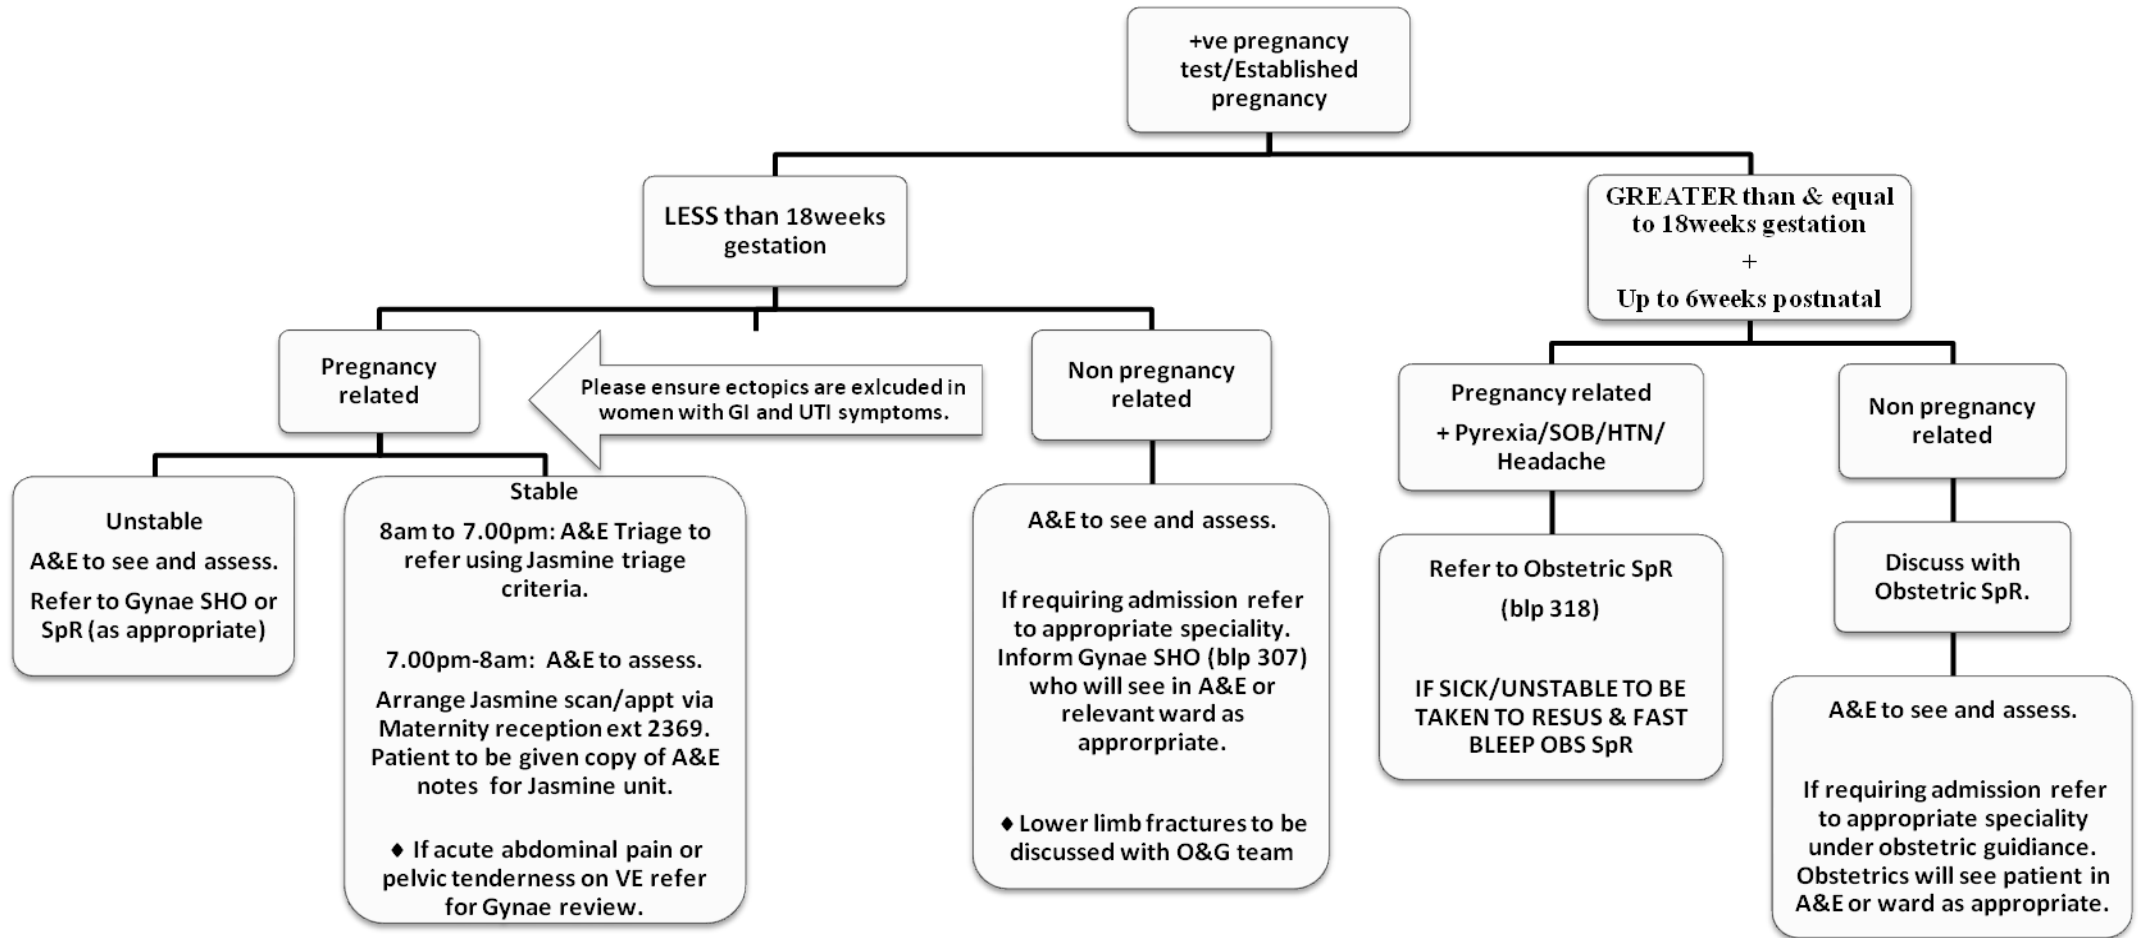 +ve pregnancy
test/Established
pregnancy
LESS than 18weeks
gestation
GREATER than & equal
to 18weeks gestation
+
Up to 6weeks postnatal
Pregnancy
related
Please ensure ectopics are exlcuded in
women with GI and UTI symptoms.
Non pregnancy
related
Pregnancy related
+ Pyrexia/SOB/HTN/
Headache
Non pregnancy
related
Unstable
A&E to see and assess.
Refer to Gynae SHO or
SpR (as appropriate)
Stable
8am to 7.00pm: A&E Triage to
refer using Jasmine triage
criteria.
7.00pm-8am: A&E to assess.
Arrange Jasmine scan/appt via
Maternity reception ext 2369.
Patient to be given copy of A&E
notes for Jasmine unit.
♦ If acute abdominal pain or
pelvic tenderness on VE refer
for Gynae review.
A&E to see and assess.
If requiring admission refer
to appropriate speciality.
Inform Gynae SHO (blp 307)
who will see in A&E or
relevant ward as
approrpriate.
♦ Lower limb fractures to be
discussed with O&G team
Refer to Obstetric SpR
(blp 318)
IF SICK/UNSTABLE TO BE
TAKEN TO RESUS & FAST
BLEEP OBS SpR
Discuss with
Obstetric SpR.
A&E to see and assess.
If requiring admission refer
to appropriate speciality
under obstetric guidiance.
Obstetrics will see patient in
A&E or ward as appropriate.